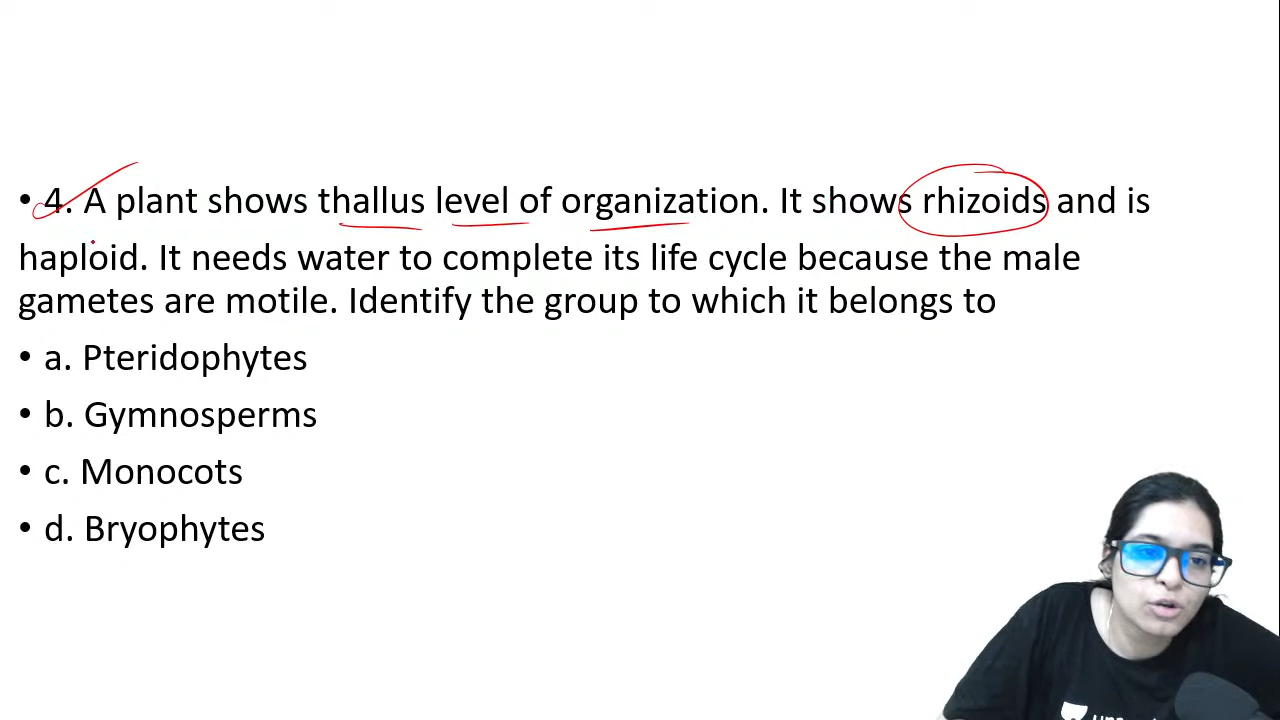 • 4. A plant shows thallus level of organization. It shows rhizoids and is
haploid. It needs water to complete its life cycle because the male
gametes are motile. Identify the group to which it belongs to
• a. Pteridophytes
• b. Gymnosperms
• c. Monocots
• d. Bryophytes